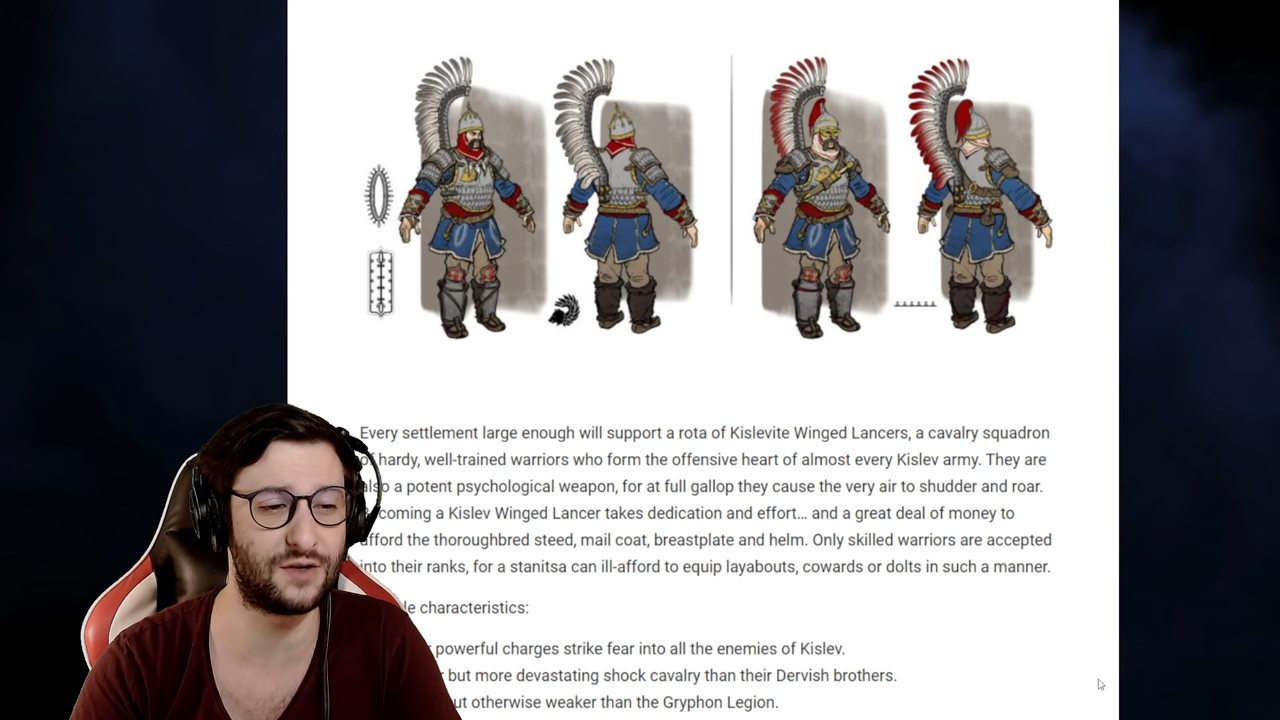 Every settlement large enough will support a rota of Kislevite Winged Lancers, a cavalry squadron
hardy, well-trained warriors who form the offensive heart of almost every Kislev army. They are
also a potent psychological weapon, for at full gallop they cause the very air to shudder and roar.
coming a Kislev Winged Lancer takes dedication and effort… and a great deal of money to
afford the thoroughbred steed, mail coat, breastplate and helm. Only skilled warriors are accepted
into their ranks, for a stanitsa can ill-afford to equip layabouts, cowards or dolts in such a manner.
characteristics:
powerful charges strike fear into all the enemies of Kislev.
but more devastating shock cavalry than their Dervish brothers.
otherwise weaker than the Gryphon Legion.